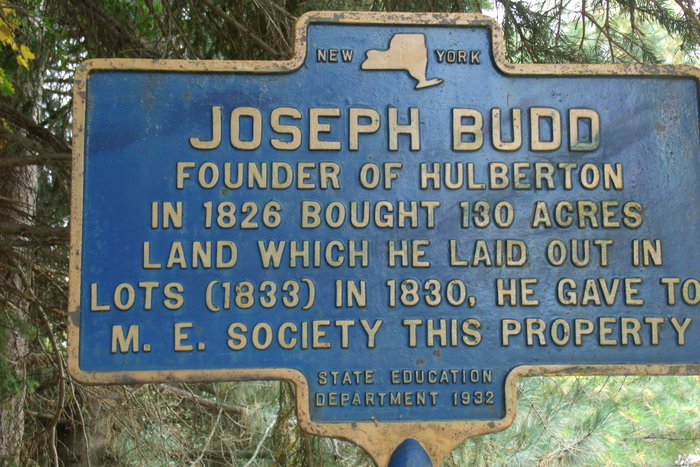 NEW YORK
JOSEPH BUDD
FOUNDER OF HULBERTON
IN 1826 BOUGHT 130 ACRES
LAND WHICH HE LAID OUT IN
LOTS (1833) IN 1830, HE GAVE TO
M. E. SOCIETY THIS PROPERTY
STATE EDUCATION
DEPARTMENT 1932